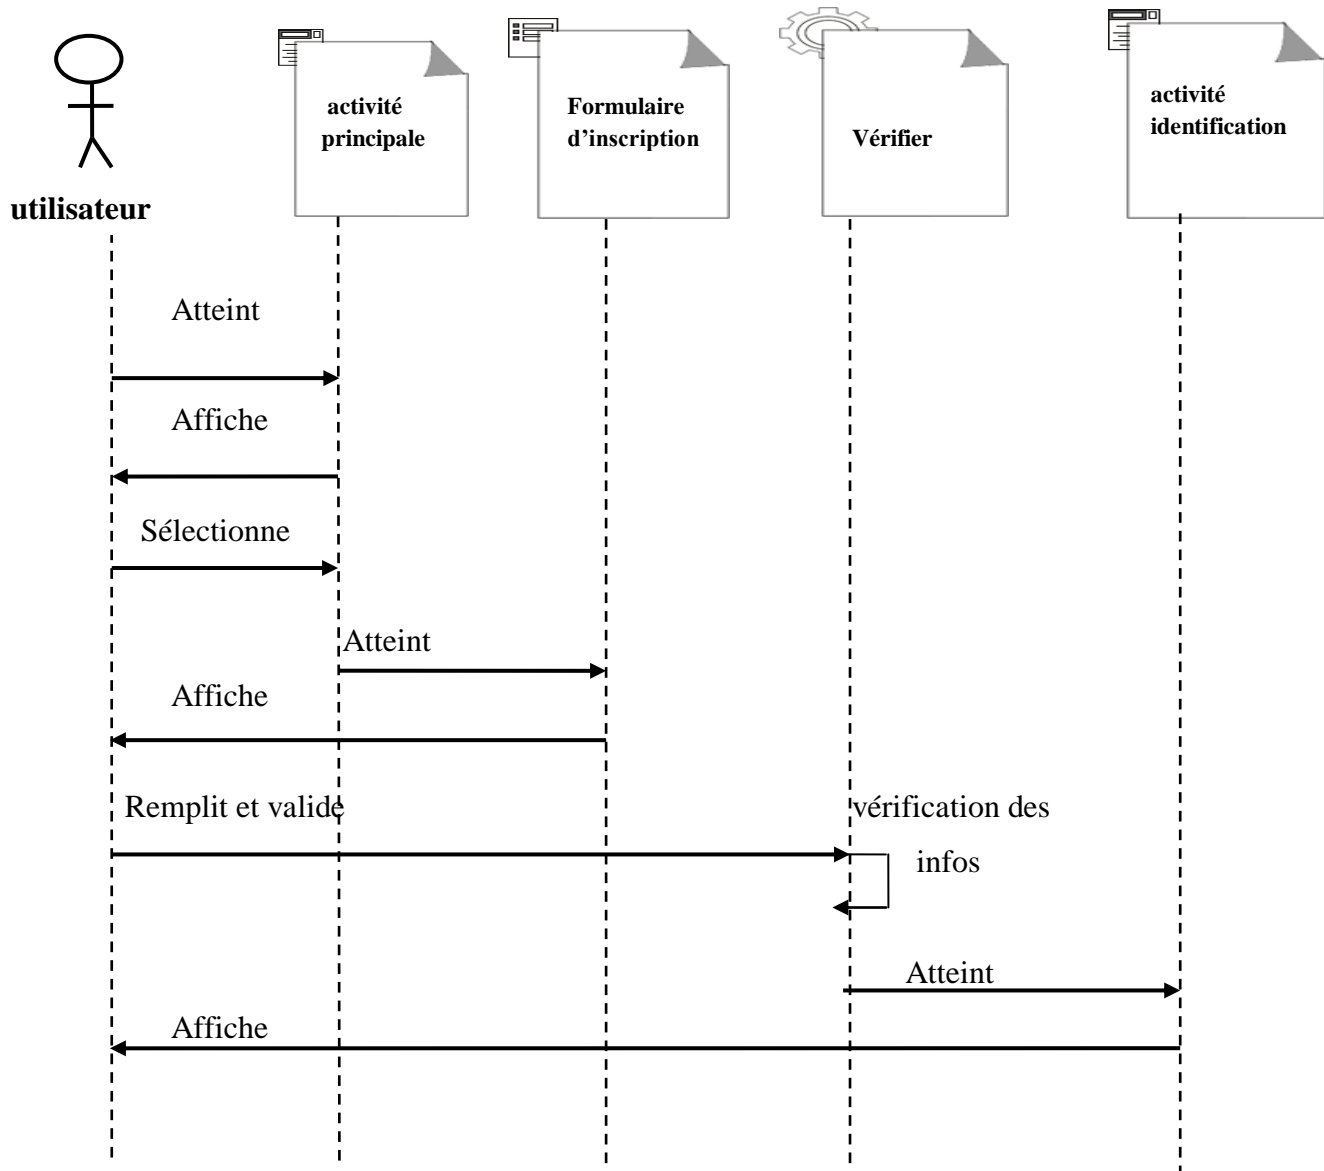 activité
principale
Formulaire
d’inscription
Vérifier
activité
identification
utilisateur
Atteint
Affiche
Sélectionne
Atteint
Affiche
Remplit et valide
vérification des
infos
Atteint
Affiche